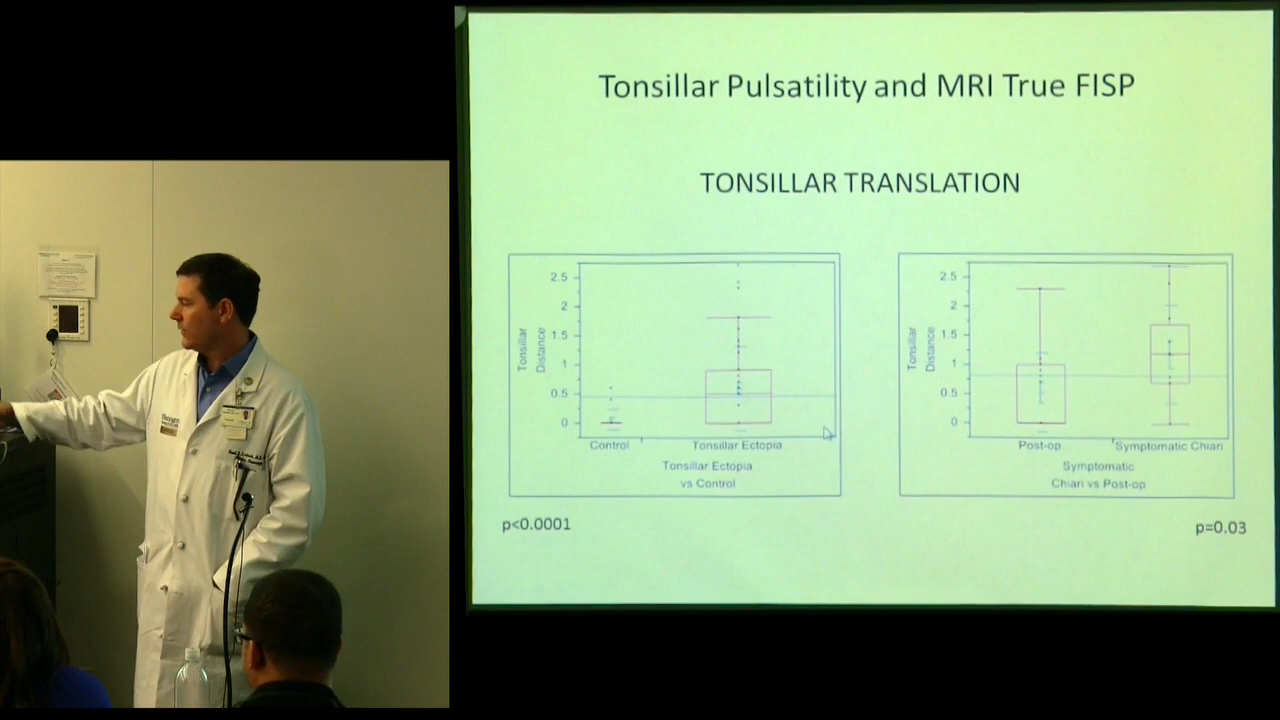 Tonsillar Pulsatility and MRI True FISP
TONSILLAR TRANSLATION
Tonsillar
Distance
2.5
2
1.5
1
0.5
0
Control
Tonsillar Ectopia
Tonsillar Ectopia
vs Control
p<0.0001
Tonsillar
Distance
2.5
2
1.5
1
0.5
0
Post-op
Symptomatic Chiari
Symptomatic
Chiari vs Post-op
p=0.03